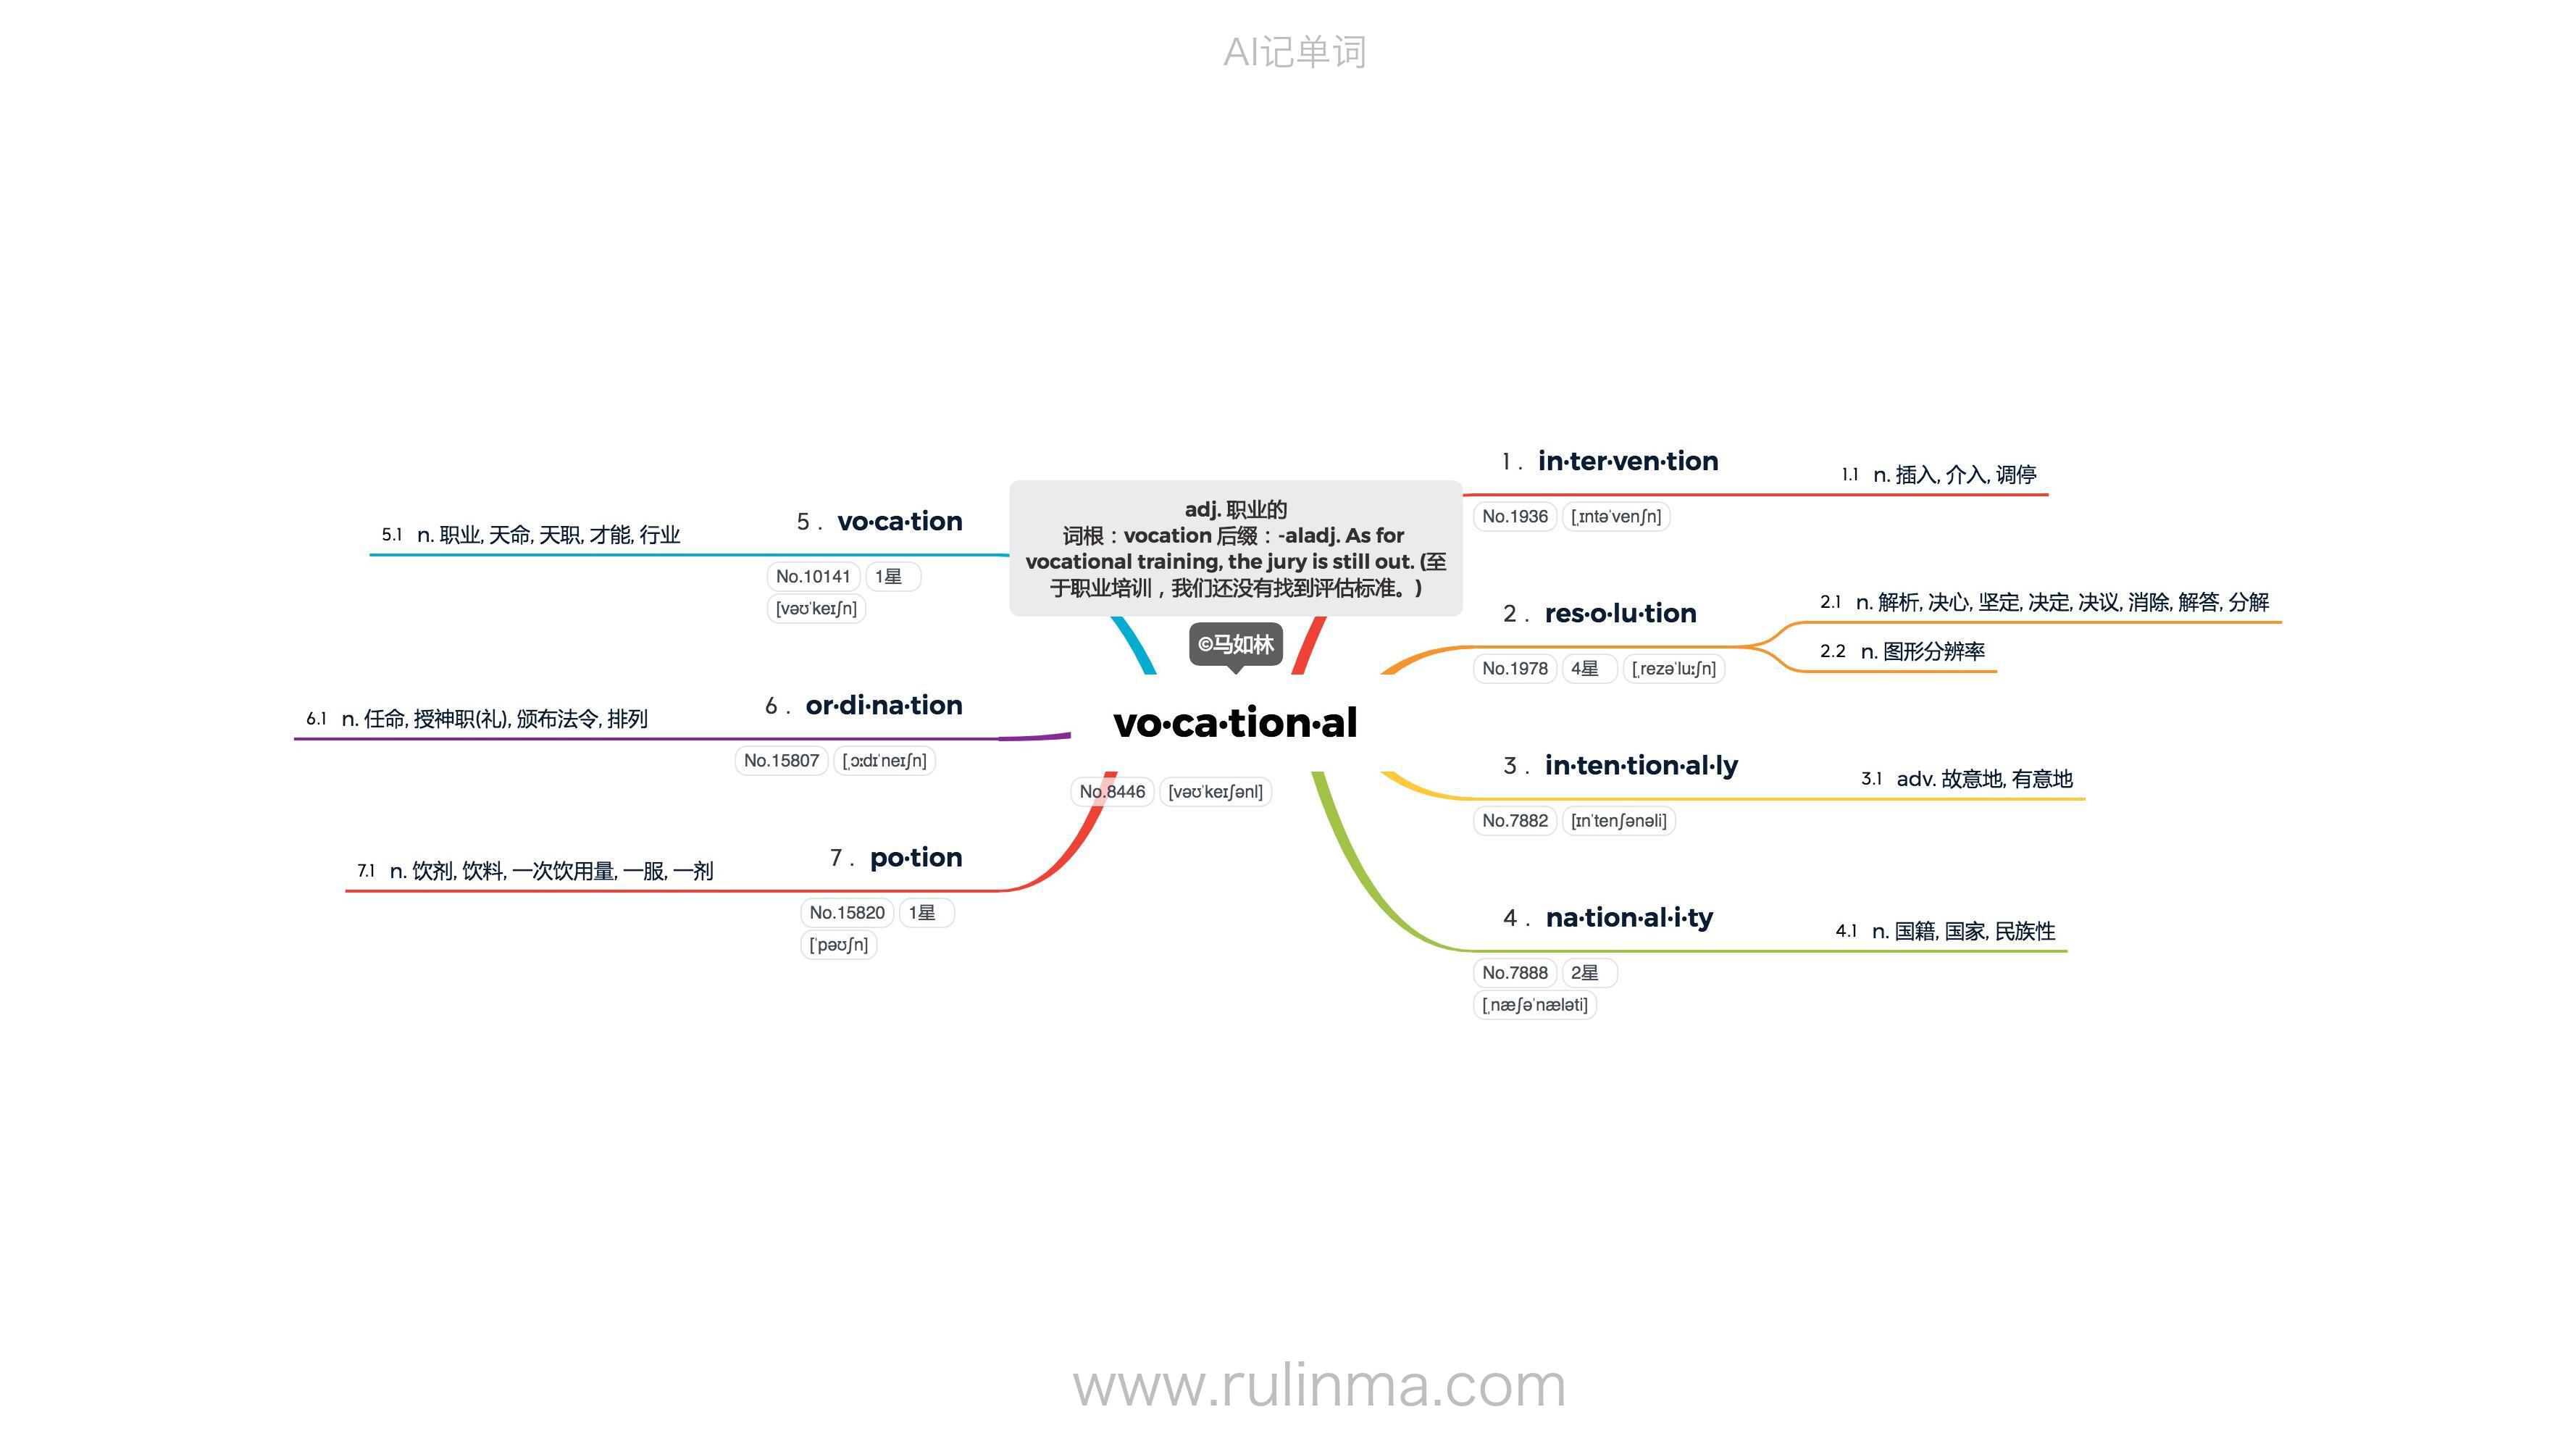 AI记单词
adj. 职业的
词根：vocation 后缀：-aladj. As for
vocational training, the jury is still out. (至
于职业培训，我们还没有找到评估标准。)
©马如林
vo·ca·tion·al
No.8446 [vəʊˈkeɪʃənl]
1 . in·ter·ven·tion
No.1936 [ˌɪntəˈvenʃn]
1.1 n. 插入, 介入, 调停
2 . res·o·lu·tion
No.1978 4星 [ˌrezəˈluːʃn]
2.1 n. 解析, 决心, 坚定, 决定, 决议, 消除, 解答, 分解
2.2 n. 图形分辨率
3 . in·ten·tion·al·ly
No.7882 [ɪnˈtenʃənəli]
3.1 adv. 故意地, 有意地
4 . na·tion·al·i·ty
No.7888 2星
[ˌnæʃəˈnæləti]
4.1 n. 国籍, 国家, 民族性
5 . vo·ca·tion
No.10141 1星
[vəʊˈkeɪʃn]
5.1 n. 职业, 天命, 天职, 才能, 行业
6 . or·di·na·tion
No.15807 [ˌɔːdɪˈneɪʃn]
6.1 n. 任命, 授神职(礼), 颁布法令, 排列
7 . po·tion
No.15820 1星
[ˈpəʊʃn]
7.1 n. 饮剂, 饮料, 一次饮用量, 一服, 一剂
www.rulinma.com